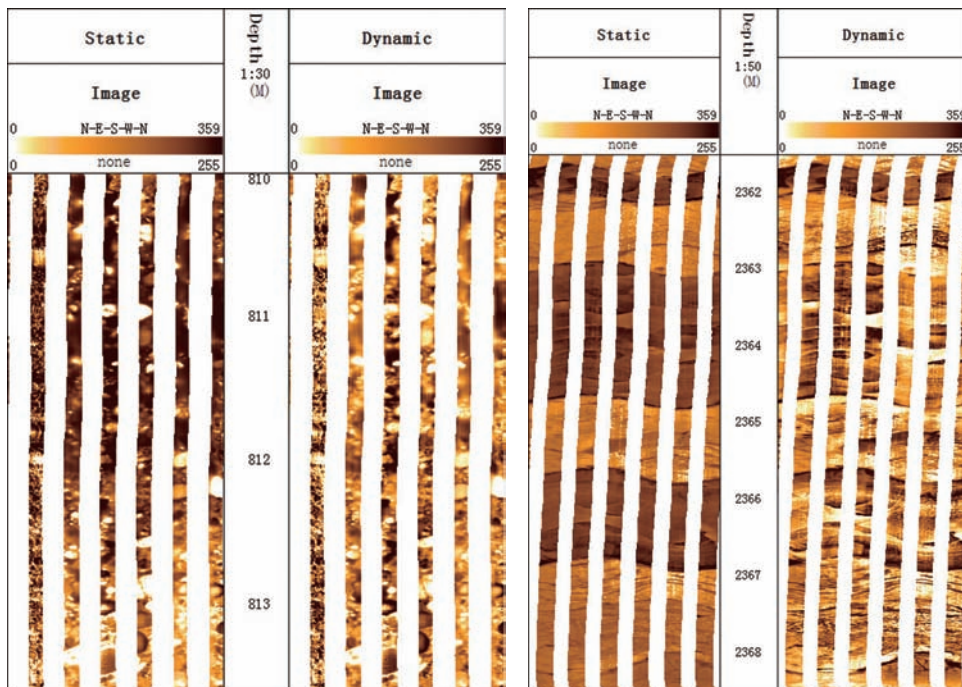 Static
Depth
1:30
(M)
Dynamic
Image
Image
0 N-E-S-W-N 359
0 none 255
0 N-E-S-W-N 359
0 none 255
810
811
812
813
Static
Depth
1:50
(M)
Dynamic
Image
Image
0 N-E-S-W-N 359
0 none 255
0 N-E-S-W-N 359
0 none 255
2362
2363
2364
2365
2366
2367
2368